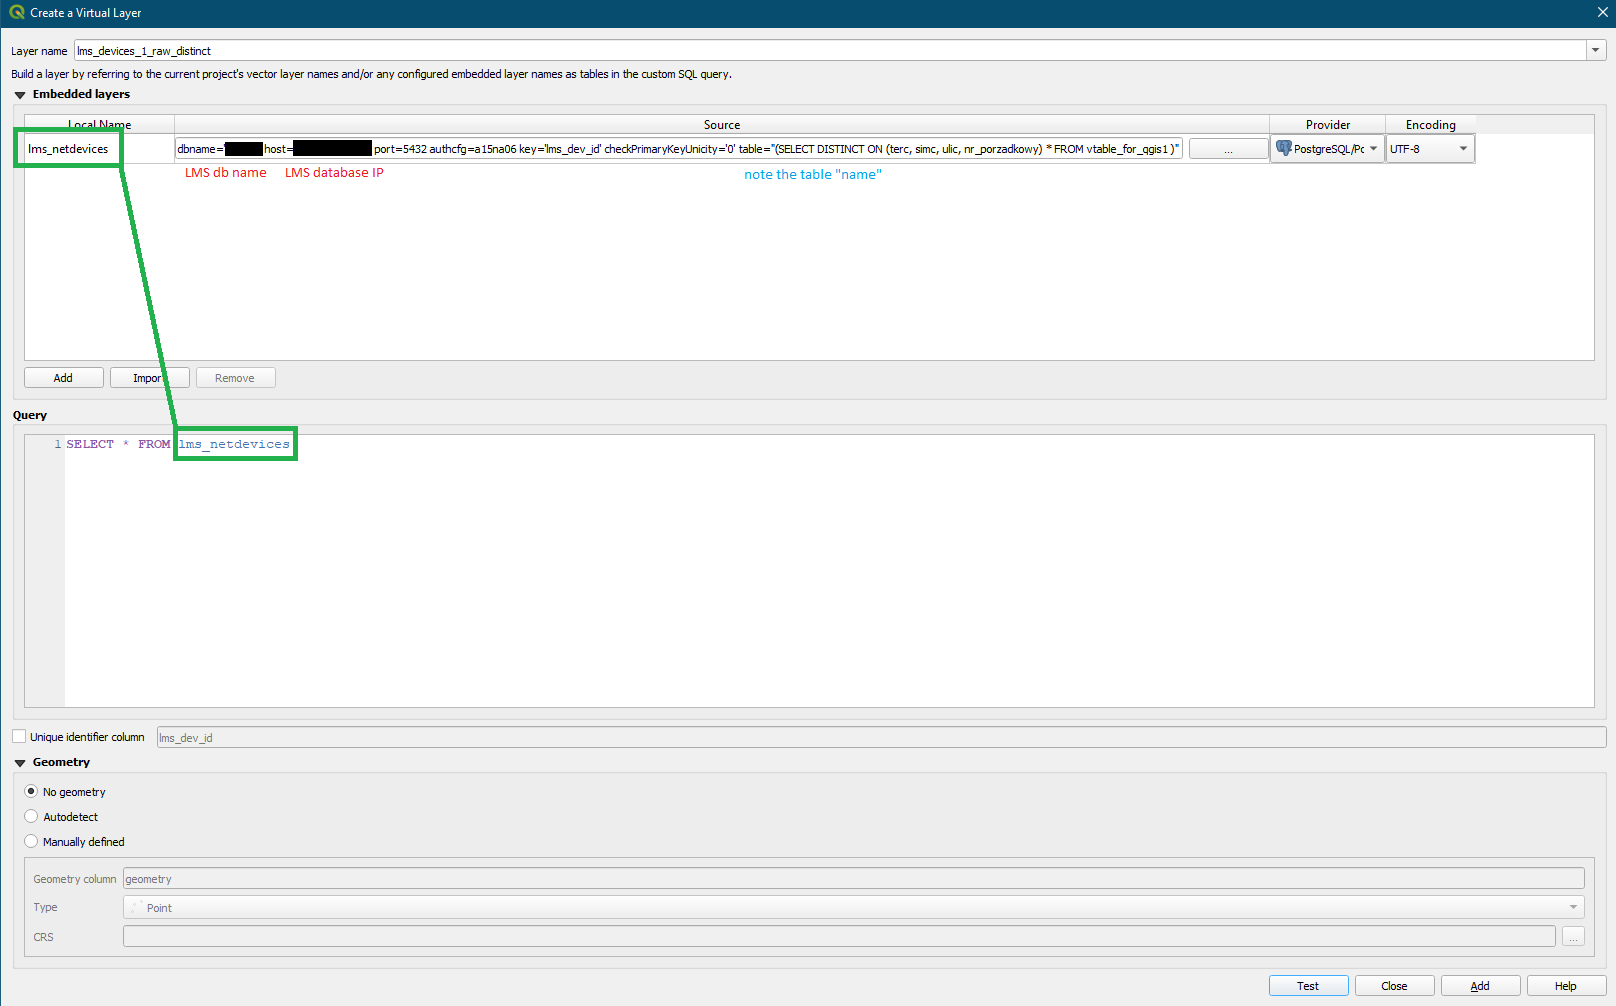 Create a Virtual Layer
Layer name lms_devices_1_raw_distinct
Build a layer by referring to the current project's vector layer names and/or any configured embedded layer names as tables in the custom SQL query.
Embedded layers
Local Name Source Provider Encoding
lms_netdevices dbname=' host= port=5432 authcfg=a15na06 key='lms_dev_id' checkPrimaryKeyUnicity='0' table="(SELECT DISTINCT ON (terc, simc, ulic, nr_porzadkowy) * FROM vtable_for_qgis1 )" ... PostgreSQL/Pc UTF-8
LMS db name LMS database IP note the table "name"
Add Impor Remove
Query
1 SELECT * FROM lms_netdevices
Unique identifier column lms_dev_id
Geometry
No geometry
Autodetect
Manually defined
Geometry column geometry
Type Point
CRS ...
Test Close Add Help